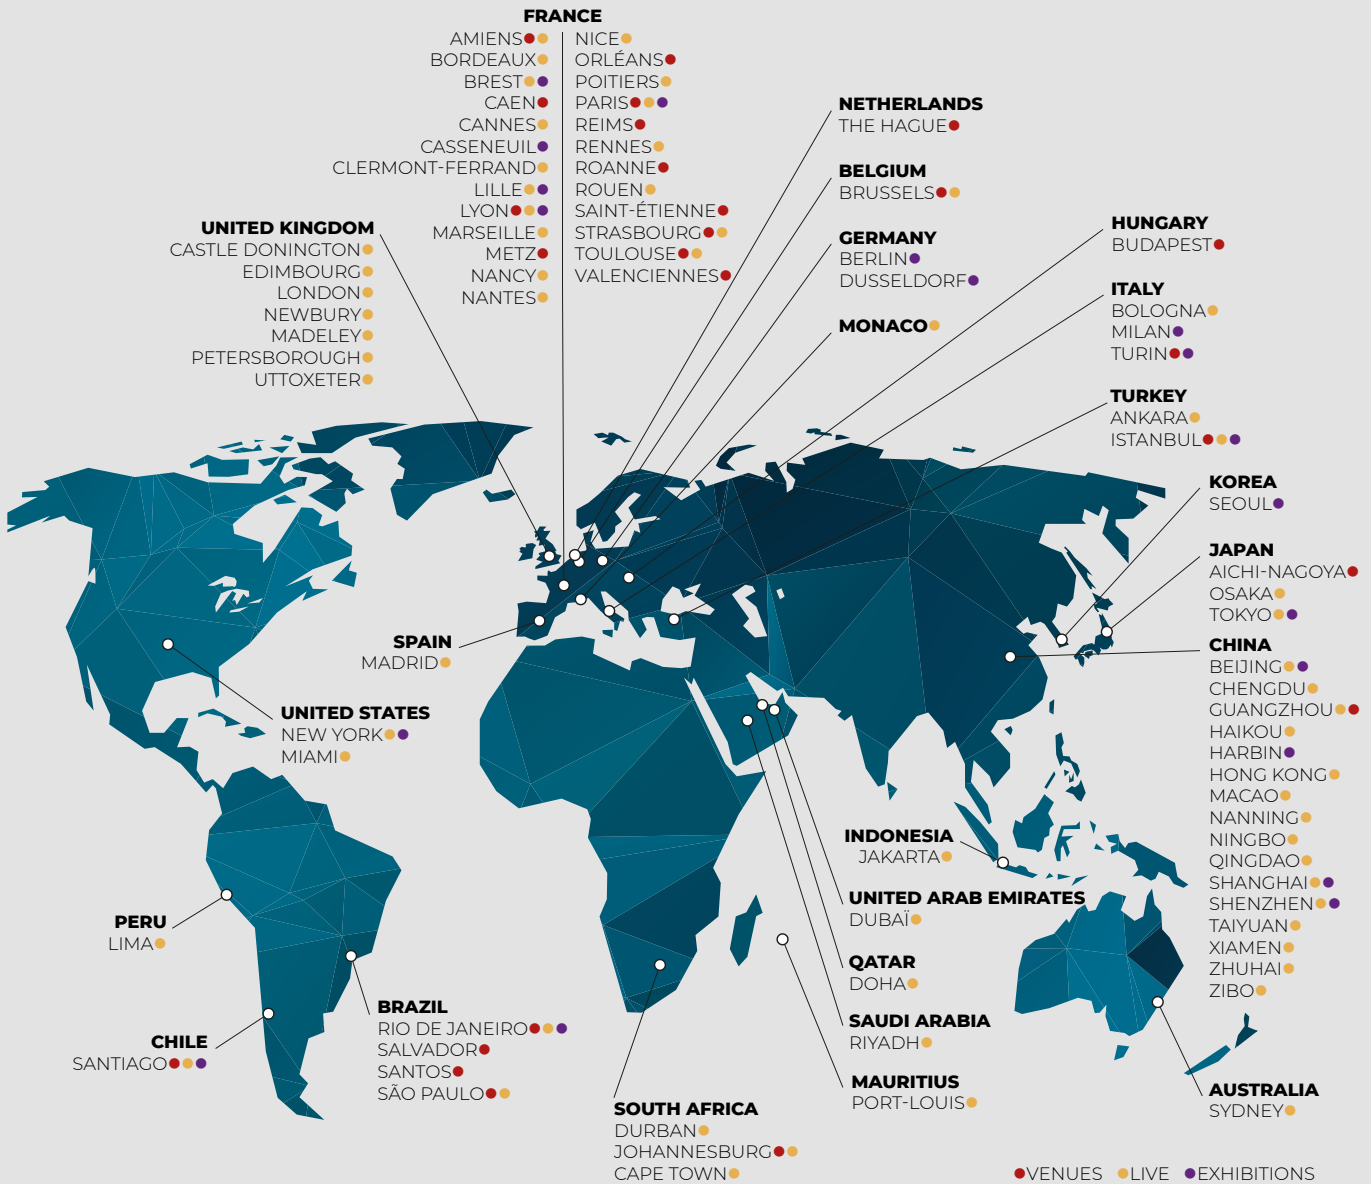 FRANCE
AMIENS
BORDEAUX
BREST
CAEN
CANNES
CASSENEUIL
CLERMONT-FERRAND
LILLE
LYON
MARSEILLE
METZ
NANCY
NANTES
NICE
ORLÉANS
POITIERS
PARIS
REIMS
RENNES
ROANNE
ROUEN
SAINT-ÉTIENNE
STRASBOURG
TOULOUSE
VALENCIENNES
UNITED KINGDOM
CASTLE DONINGTON
EDIMBOURG
LONDON
NEWBURY
MADELEY
PETERSBOROUGH
UTTOXETER
NETHERLANDS
THE HAGUE
BELGIUM
BRUSSELS
GERMANY
BERLIN
DUSSELDORF
MONACO
HUNGARY
BUDAPEST
ITALY
BOLOGNA
MILAN
TURIN
TURKEY
ANKARA
ISTANBUL
KOREA
SEOUL
JAPAN
AICHI-NAGOYA
OSAKA
TOKYO
CHINA
BEIJING
CHENGDU
GUANGZHOU
HAIKOU
HARBIN
HONG KONG
MACAO
NANNING
NINGBO
QINGDAO
SHANGHAI
SHENZHEN
TAIYUAN
XIAMEN
ZHUHAI
ZIBO
SPAIN
MADRID
UNITED STATES
NEW YORK
MIAMI
PERU
LIMA
CHILE
SANTIAGO
BRAZIL
RIO DE JANEIRO
SALVADOR
SANTOS
SÃO PAULO
INDONESIA
JAKARTA
UNITED ARAB EMIRATES
DUBAÏ
QATAR
DOHA
SAUDI ARABIA
RIYADH
MAURITIUS
PORT-LOUIS
SOUTH AFRICA
DURBAN
JOHANNESBURG
CAPE TOWN
AUSTRALIA
SYDNEY
VENUES LIVE EXHIBITIONS